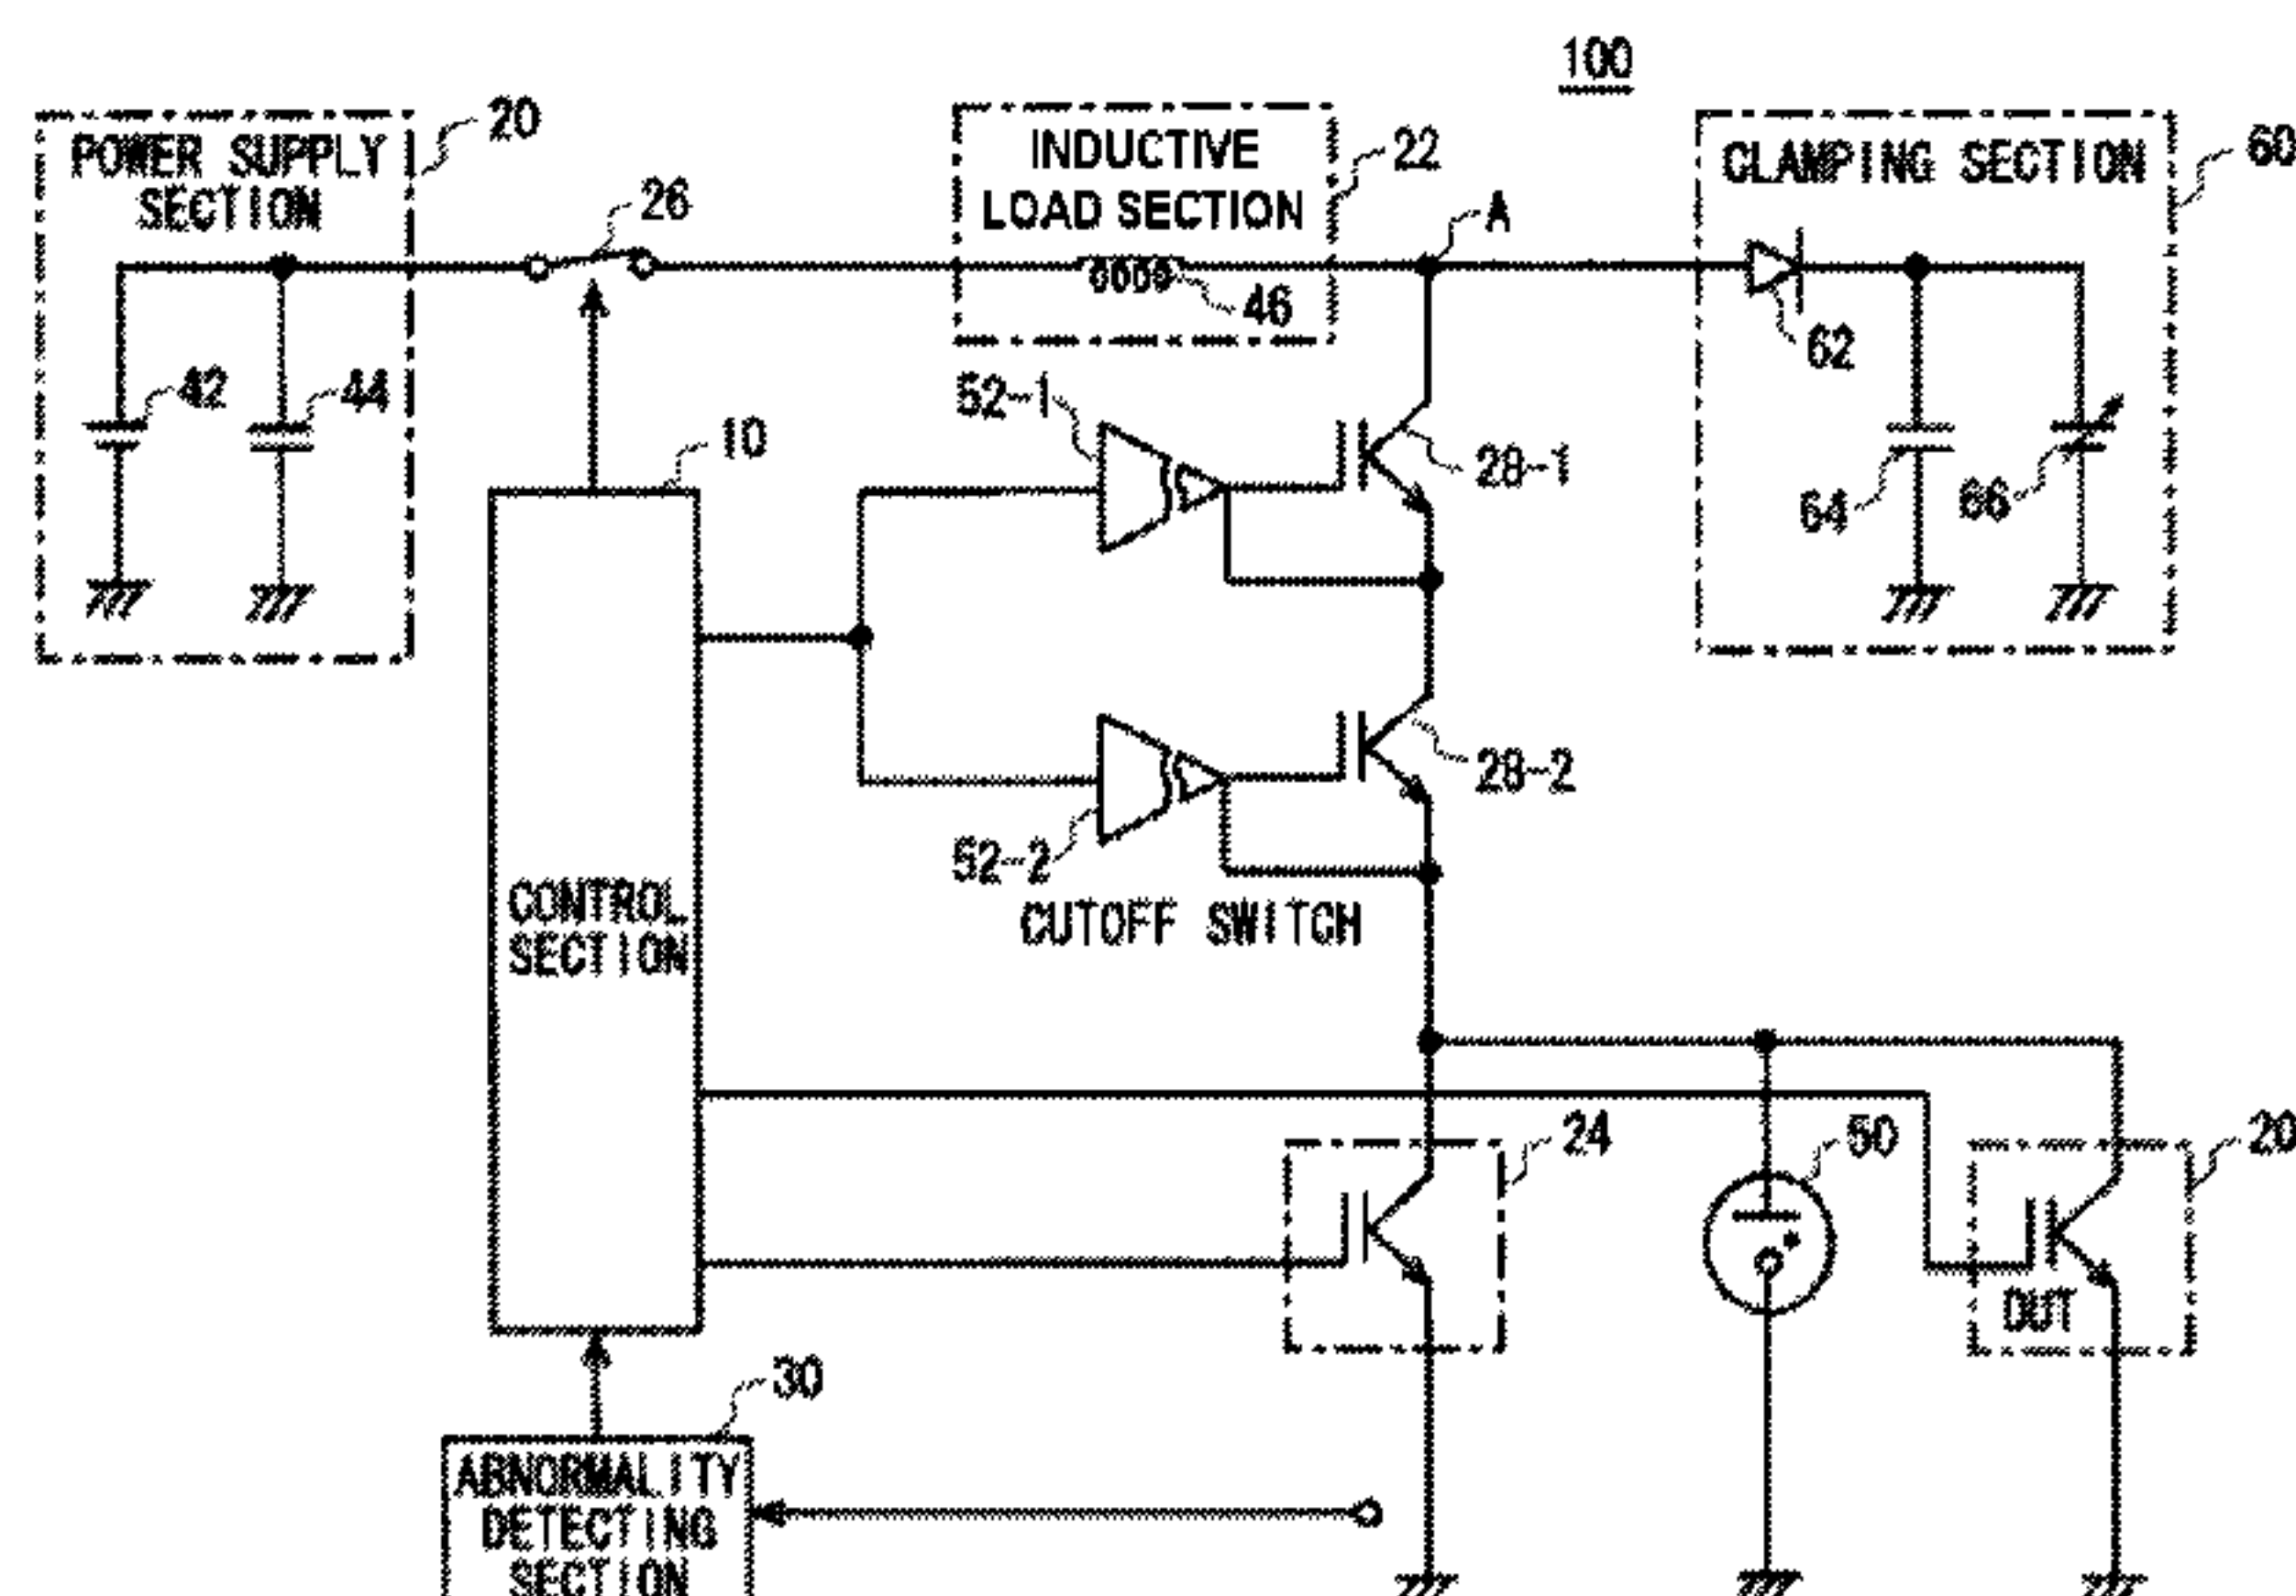 100
POWER SUPPLY
SECTION
20
26
INDUCTIVE
LOAD SECTION
22
A
CLAMPING SECTION
60
46
42
44
10
52-1
28-1
62
64
66
52-2
28-2
CUTOFF SWITCH
CONTROL
SECTION
24
50
20
DUT
30
ABNORMALITY
DETECTING
SECTION